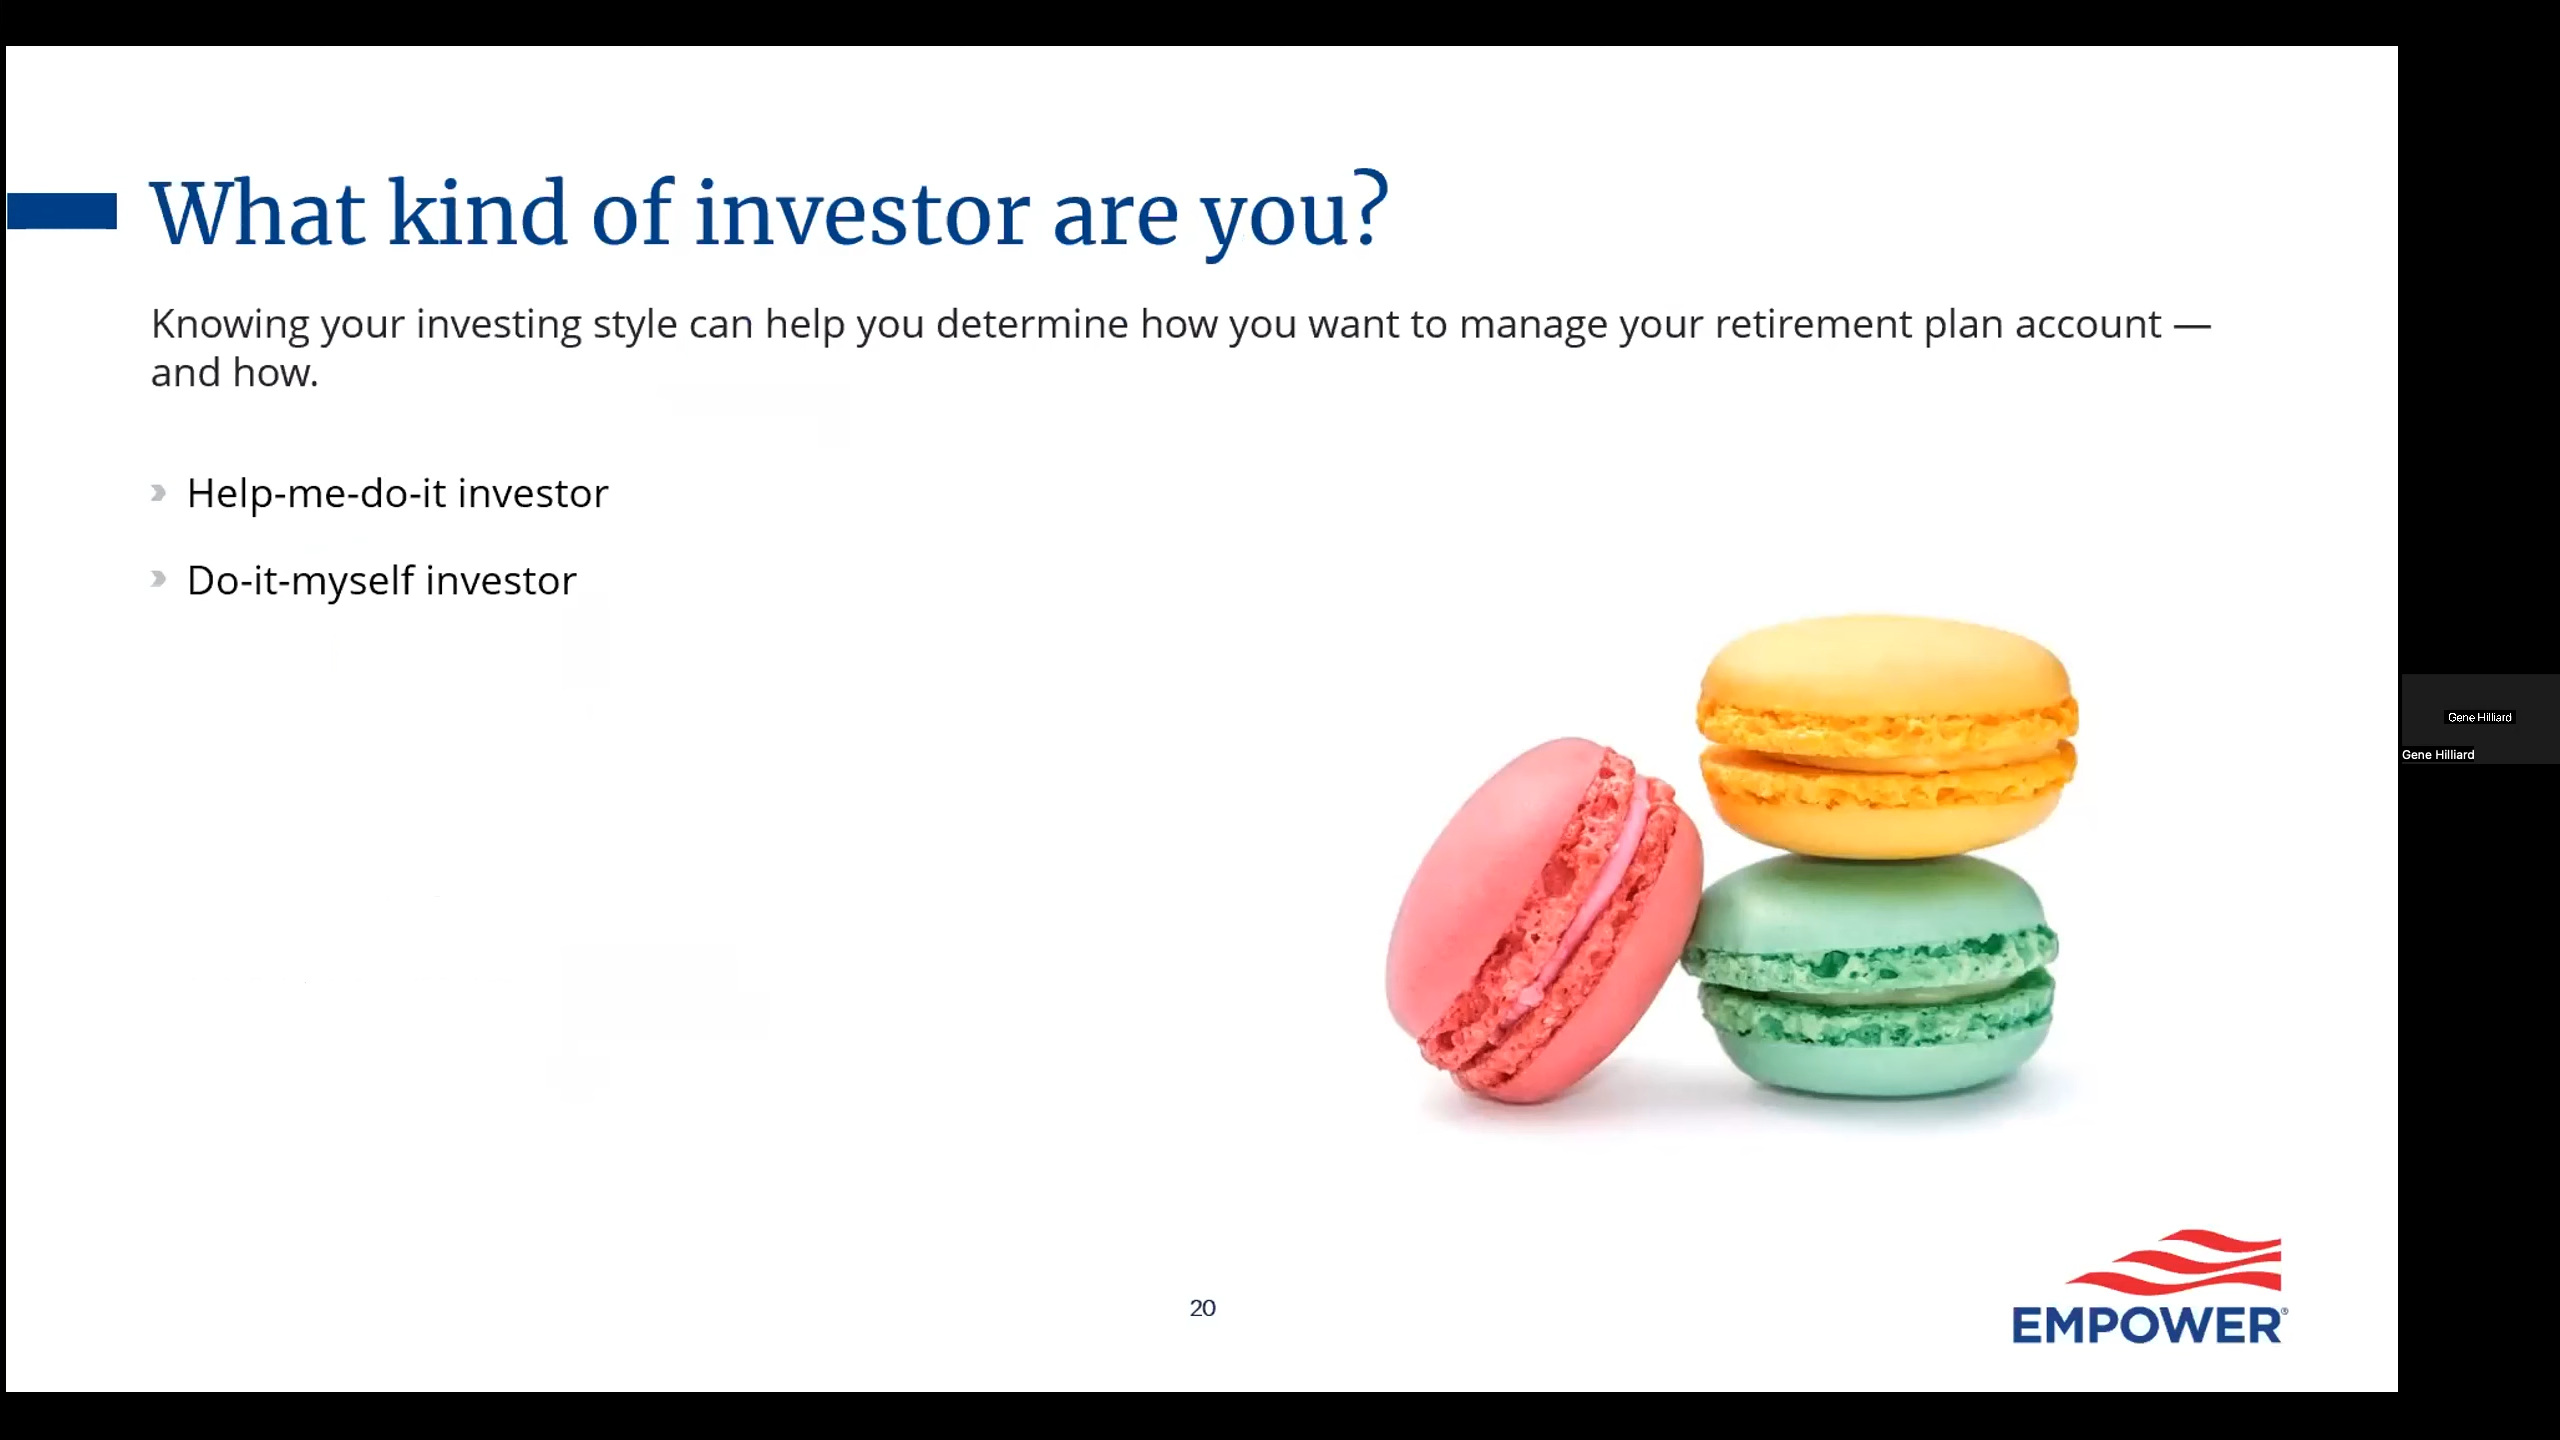 What kind of investor are you?
Knowing your investing style can help you determine how you want to manage your retirement plan account —
and how.
Help-me-do-it investor
Do-it-myself investor
Gene Hilliard
Gene Hilliard
20
EMPOWER®